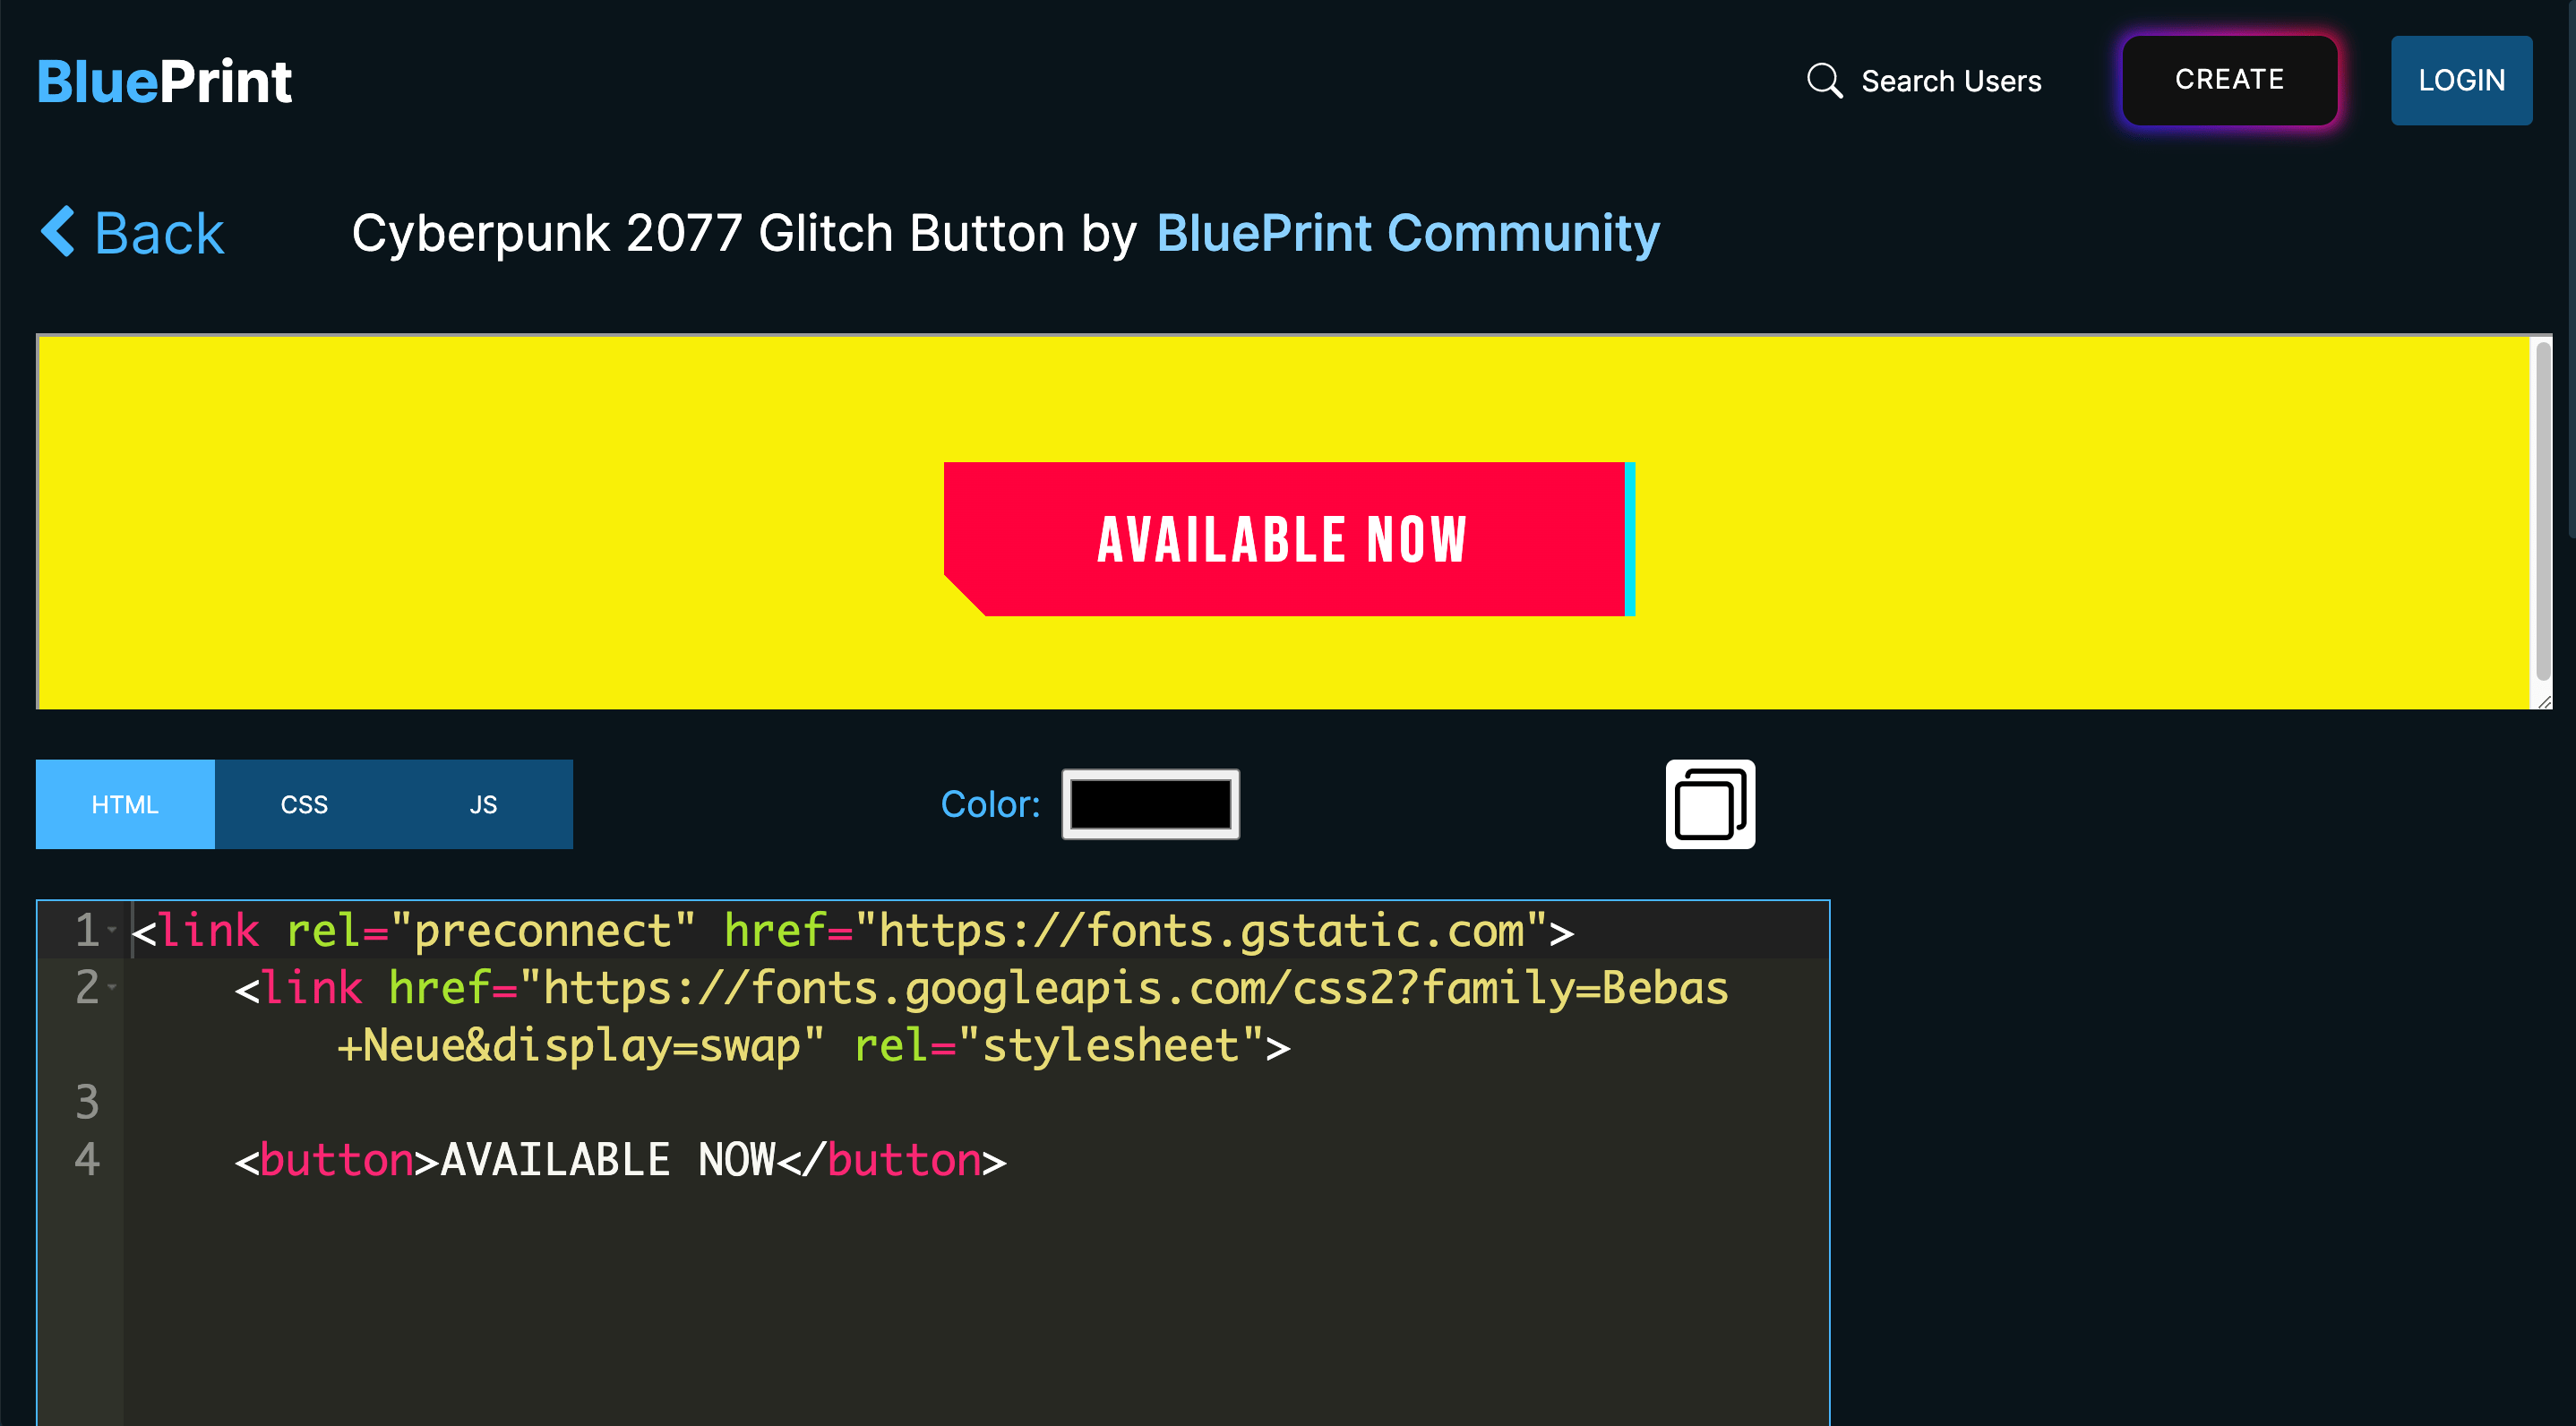 BluePrint
Search Users
CREATE
LOGIN
Back
Cyberpunk 2077 Glitch Button by BluePrint Community
AVAILABLE NOW
HTML
CSS
JS
Color:
1 <link rel="preconnect" href="https://fonts.gstatic.com">
2 <link href="https://fonts.googleapis.com/css2?family=Bebas
+Neue&display=swap" rel="stylesheet">
3
4 <button>AVAILABLE NOW</button>